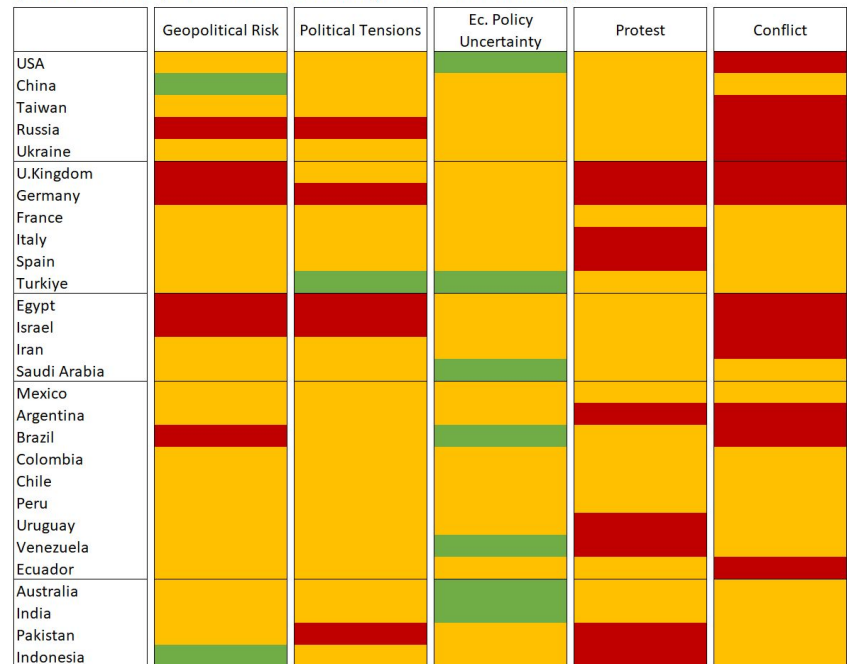 Geopolitical Risk Political Tensions Ec. Policy Uncertainty Protest Conflict
USA
China
Taiwan
Russia
Ukraine
U.Kingdom
Germany
France
Italy
Spain
Turkiye
Egypt
Israel
Iran
Saudi Arabia
Mexico
Argentina
Brazil
Colombia
Chile
Peru
Uruguay
Venezuela
Ecuador
Australia
India
Pakistan
Indonesia